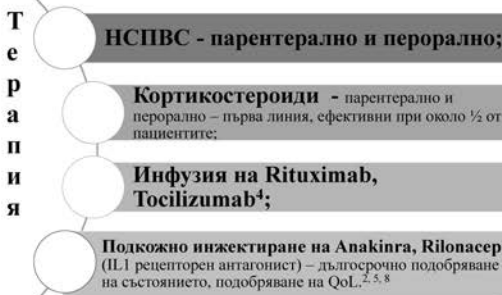 Терапия
НСПВС - парентерално и перорално;
Кортикостероиди - парентерално и
перорално – първа линия, ефективни при около ½ от
пациентите;
Инфузия на Rituximab,
Tocilizumab⁴;
Подкожно инжектиране на Anakinra, Rilonacep
(IL1 рецепторен антагонист) – дългосрочно подобряване
на състоянието, подобряване на QoL.²,⁵,⁸